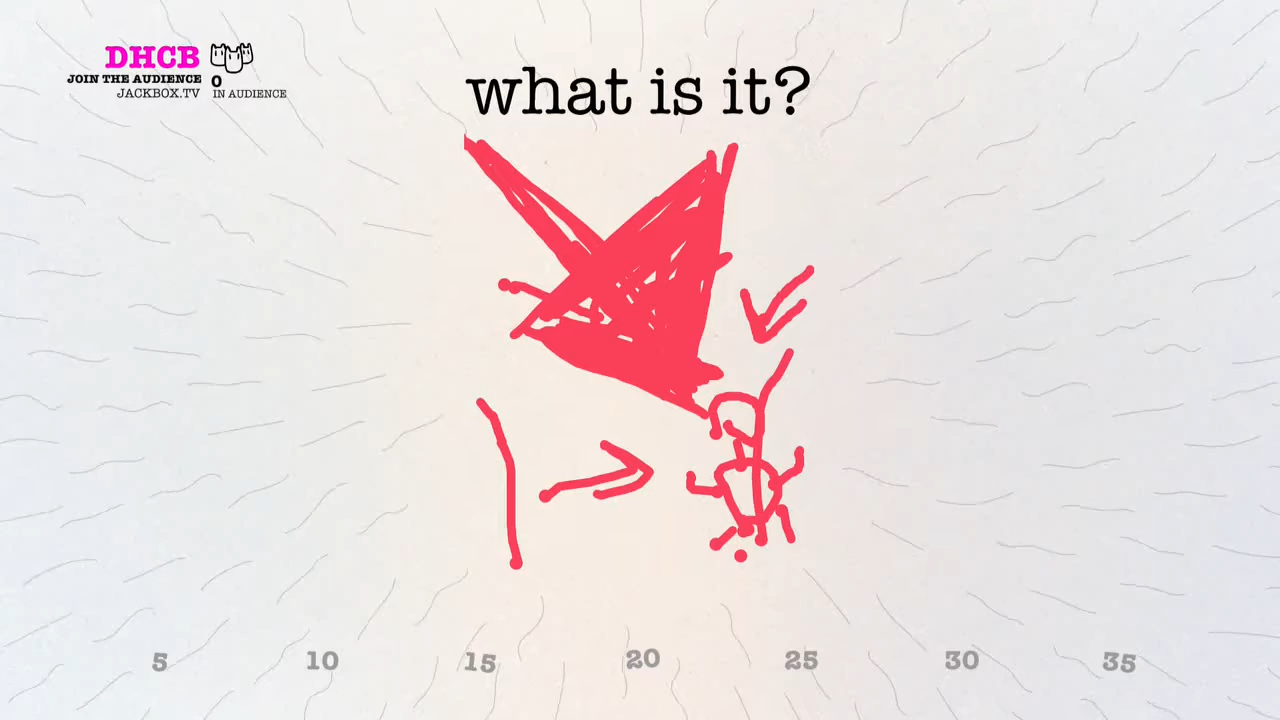 DHCB
JOIN THE AUDIENCE
JACKBOX.TV
0
IN AUDIENCE
what is it?
5 10 15 20 25 30 35